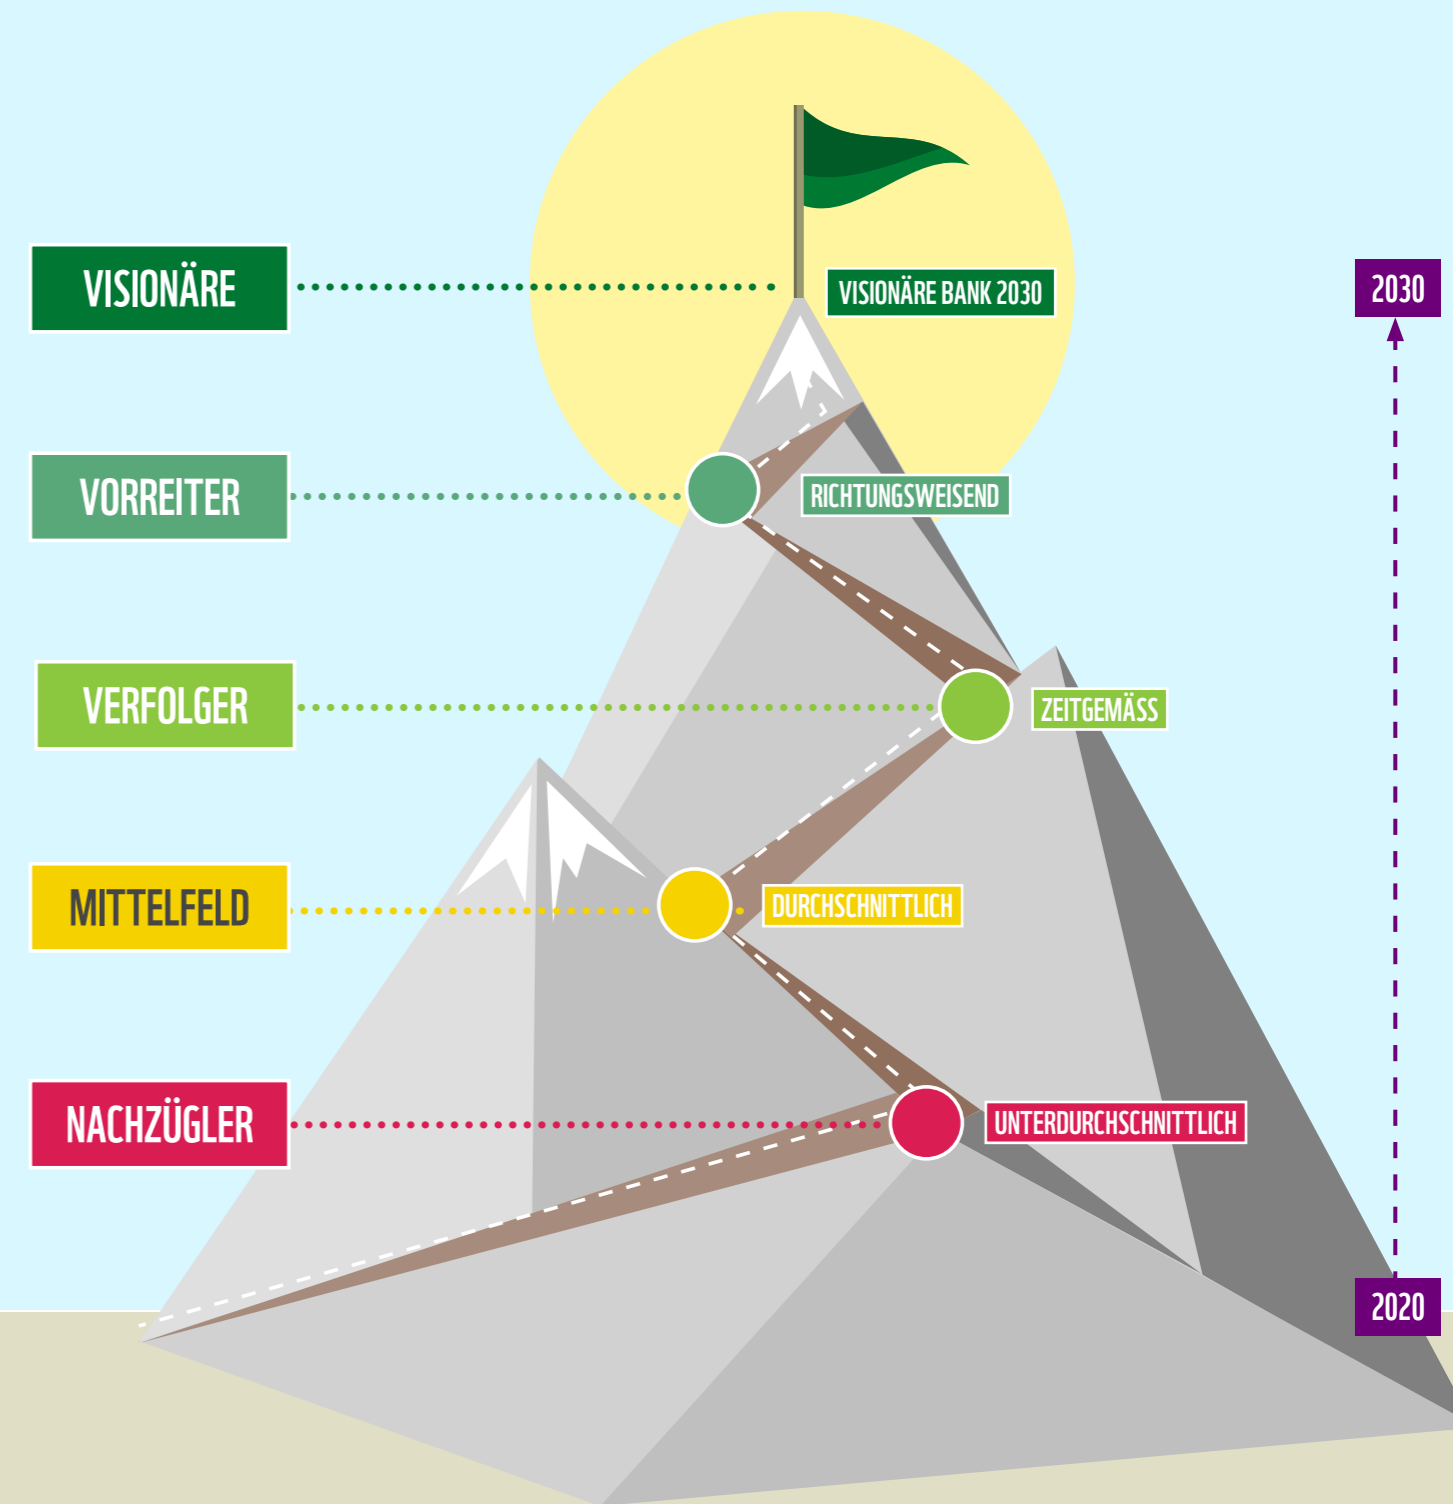 VISIONÄRE
VISIONÄRE BANK 2030
2030
VORREITER
RICHTUNGSWEISEND
VERFOLGER
ZEITGEMÄSS
MITTELFELD
DURCHSCHNITTLICH
NACHZÜGLER
UNTERDURCHSCHNITTLICH
2020